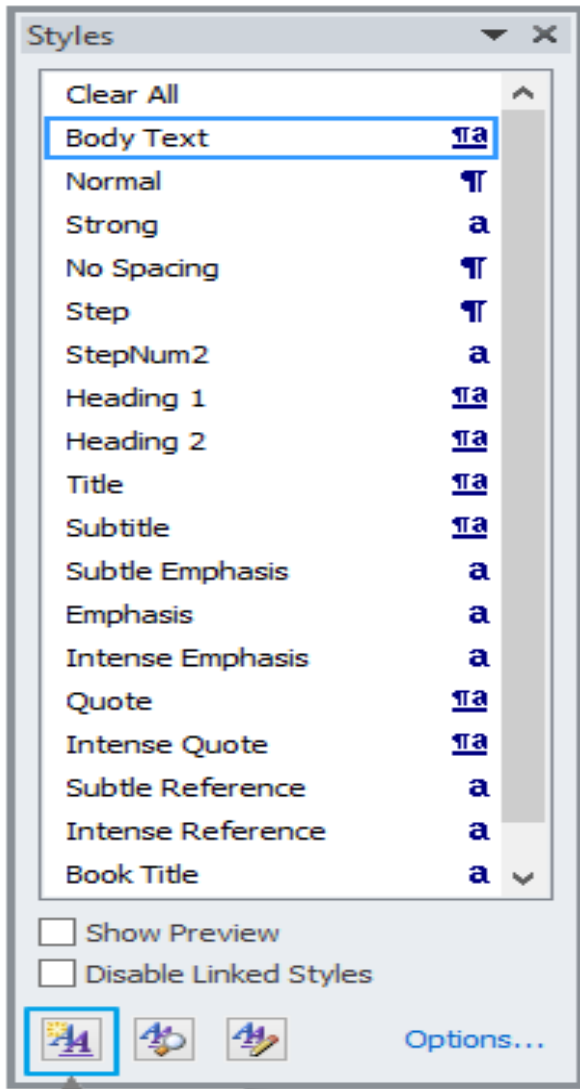 Styles
Clear All
Body Text ¶a
Normal ¶
Strong a
No Spacing ¶
Step ¶
StepNum2 a
Heading 1 ¶a
Heading 2 ¶a
Title ¶a
Subtitle ¶a
Subtle Emphasis a
Emphasis a
Intense Emphasis a
Quote ¶a
Intense Quote ¶a
Subtle Reference a
Intense Reference a
Book Title a
Show Preview
Disable Linked Styles
Options...